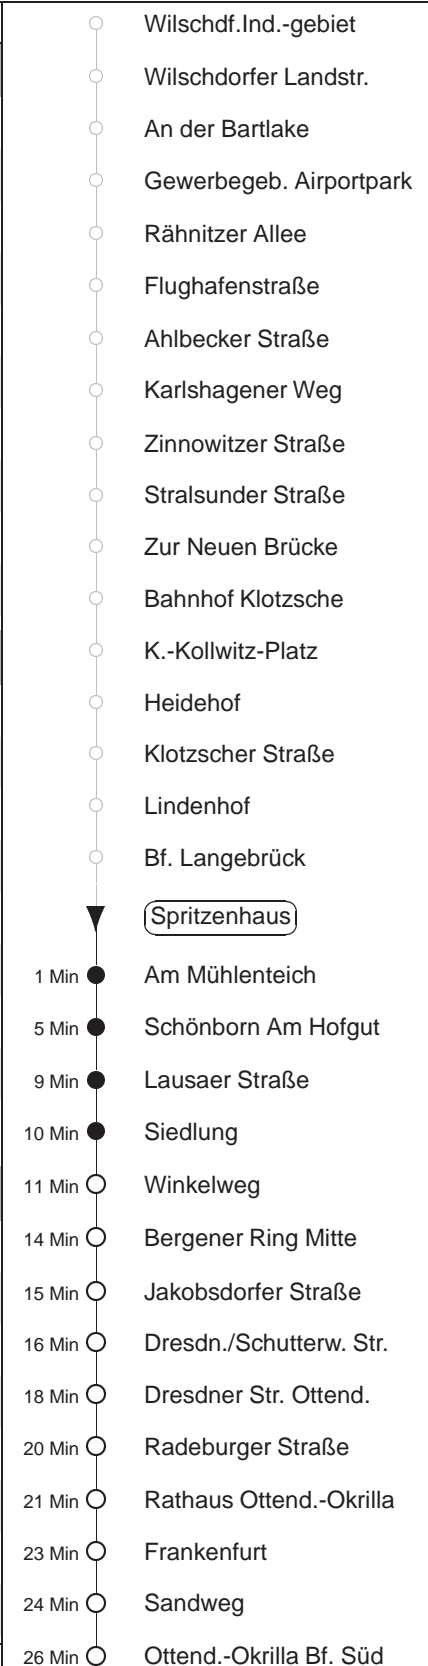 Wilschdf.Ind.-gebiet
Wilschdorfer Landstr.
An der Bartlake
Gewerbegeb. Airportpark
Rähnitzer Allee
Flughafenstraße
Ahlbecker Straße
Karlshagener Weg
Zinnowitzer Straße
Stralsunder Straße
Zur Neuen Brücke
Bahnhof Klotzsche
K.-Kollwitz-Platz
Heidehof
Klotzscher Straße
Lindenhof
Bf. Langebrück
Spritzenhaus
1 Min Am Mühlenteich
5 Min Schönborn Am Hofgut
9 Min Lausaer Straße
10 Min Siedlung
11 Min Winkelweg
14 Min Bergener Ring Mitte
15 Min Jakobsdorfer Straße
16 Min Dresdn./Schutterw. Str.
18 Min Dresdner Str. Ottend.
20 Min Radeburger Straße
21 Min Rathaus Ottend.-Okrilla
23 Min Frankenfurt
24 Min Sandweg
26 Min Ottend.-Okrilla Bf. Süd